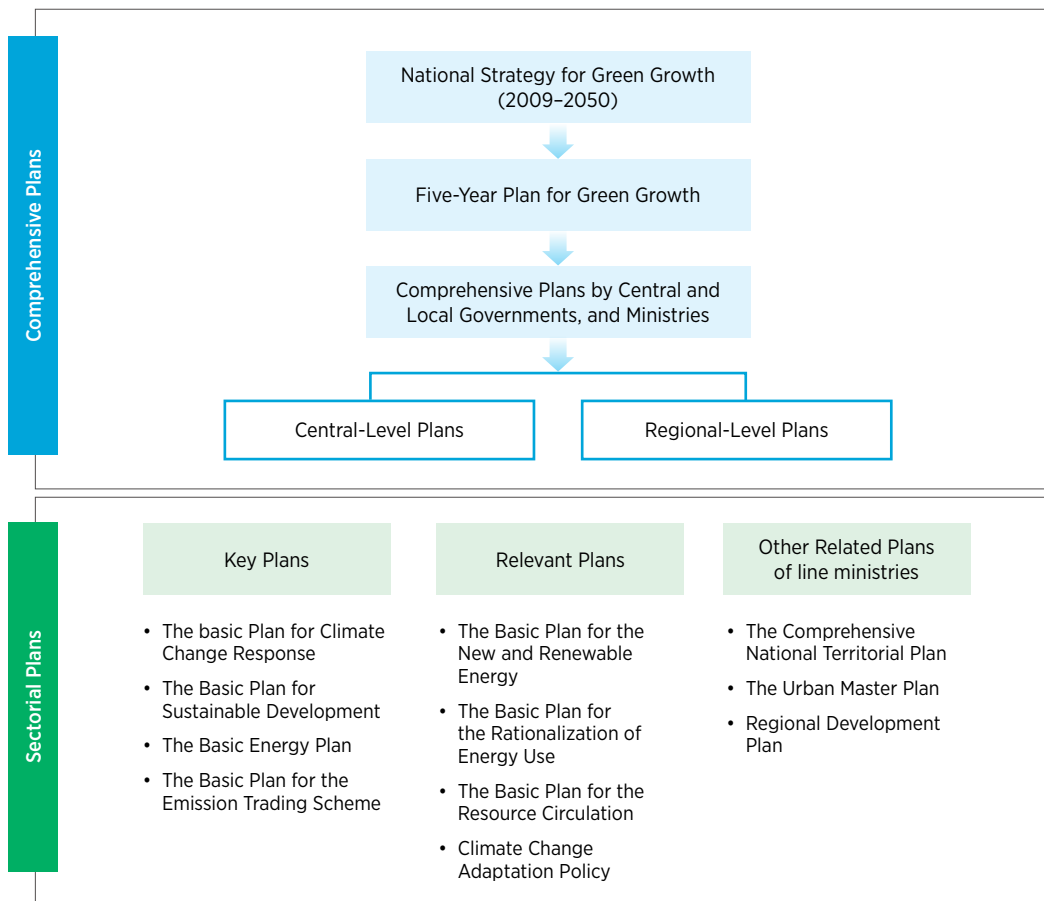 Comprehensive Plans
National Strategy for Green Growth
(2009–2050)
Five-Year Plan for Green Growth
Comprehensive Plans by Central and
Local Governments, and Ministries
Central-Level Plans
Regional-Level Plans
Sectorial Plans
Key Plans
• The basic Plan for Climate
Change Response
• The Basic Plan for
Sustainable Development
• The Basic Energy Plan
• The Basic Plan for the
Emission Trading Scheme
Relevant Plans
• The Basic Plan for the
New and Renewable
Energy
• The Basic Plan for
the Rationalization of
Energy Use
• The Basic Plan for the
Resource Circulation
• Climate Change
Adaptation Policy
Other Related Plans
of line ministries
• The Comprehensive
National Territorial Plan
• The Urban Master Plan
• Regional Development
Plan